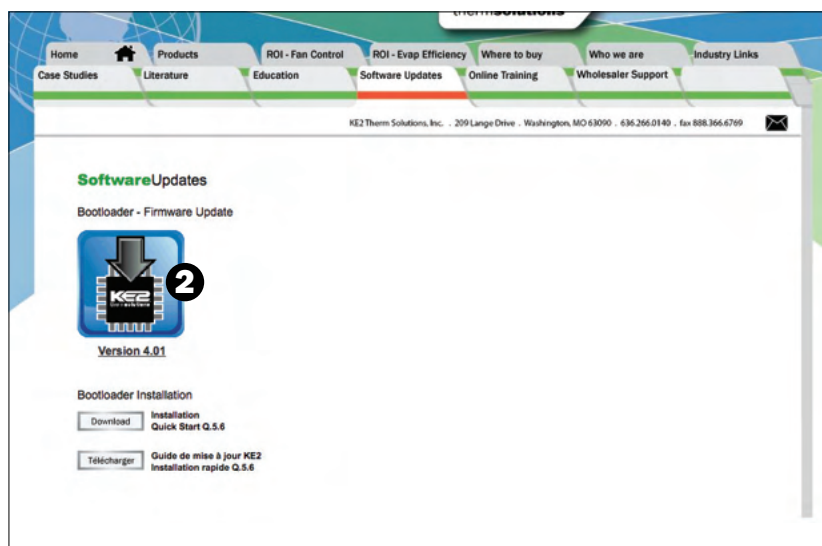 thermsolutions
Home Products ROI - Fan Control ROI - Evap Efficiency Where to buy Who we are Industry Links
Case Studies Literature Education Software Updates Online Training Wholesaler Support
KE2 Therm Solutions, Inc. . 209 Lange Drive . Washington, MO 63090 . 636.266.0140 . fax 888.366.6769
SoftwareUpdates
Bootloader - Firmware Update
2
KE2
Version 4.01
Bootloader Installation
Download
Installation
Quick Start Q.5.6
Télécharger
Guide de mise à jour KE2
Installation rapide Q.5.6